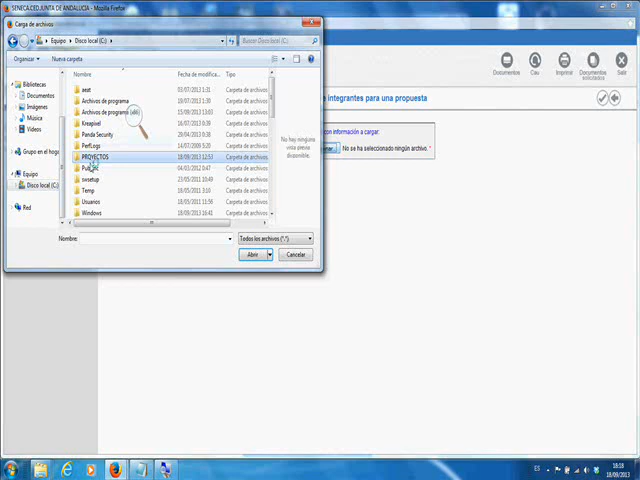 SENECA CED.JUNTA DE ANDALUCIA - Mozilla Firefox
Carga de archivos
Equipo ▸ Disco local (C:) ▸
Buscar Disco local (C:)
Organizar
Nueva carpeta
Nombre
Fecha de modifica...
Tipo
Bibliotecas
Documentos
Imágenes
Música
Vídeos
Grupo en el hoga
Equipo
Disco local (C:)
Red
aeat 03/07/2013 1:31 Carpeta de archivos
Archivos de programa 18/07/2013 1:38 Carpeta de archivos
Archivos de programa (x86) 15/09/2013 13:03 Carpeta de archivos
Kreapixel 16/07/2013 0:39 Carpeta de archivos
Panda Security 29/04/2013 0:38 Carpeta de archivos
PerfLogs 14/07/2009 5:20 Carpeta de archivos
PROYECTOS 18/09/2013 12:53 Carpeta de archivos
04/03/2012 0:47 Carpeta de archivos
swsetup 23/05/2011 10:49 Carpeta de archivos
Temp 18/05/2011 3:10 Carpeta de archivos
Usuarios 18/05/2011 13:56 Carpeta de archivos
Windows 18/09/2013 16:41 Carpeta de archivos
No hay ninguna
vista previa
disponible.
Nombre:
Todos los archivos (*.*)
Abrir
Cancelar
Documentos
Cau
Imprimir
Documentos
solicitados
Salir
e integrantes para una propuesta
con información a cargar:
No se ha seleccionado ningún archivo. *
ES
18:18
18/09/2013